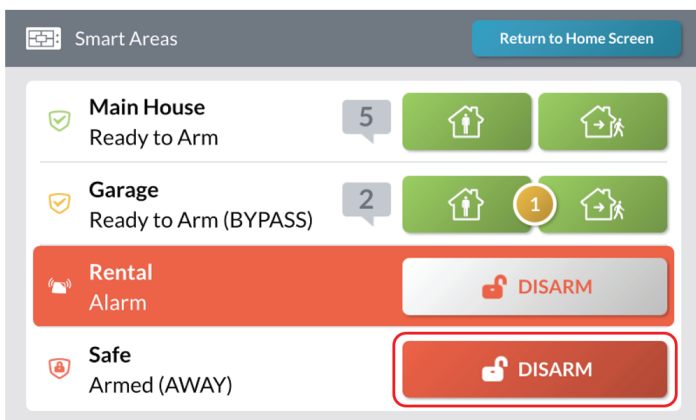 Smart Areas
Return to Home Screen
Main House
5
Ready to Arm
Garage
2
1
Ready to Arm (BYPASS)
Rental
DISARM
Alarm
Safe
DISARM
Armed (AWAY)